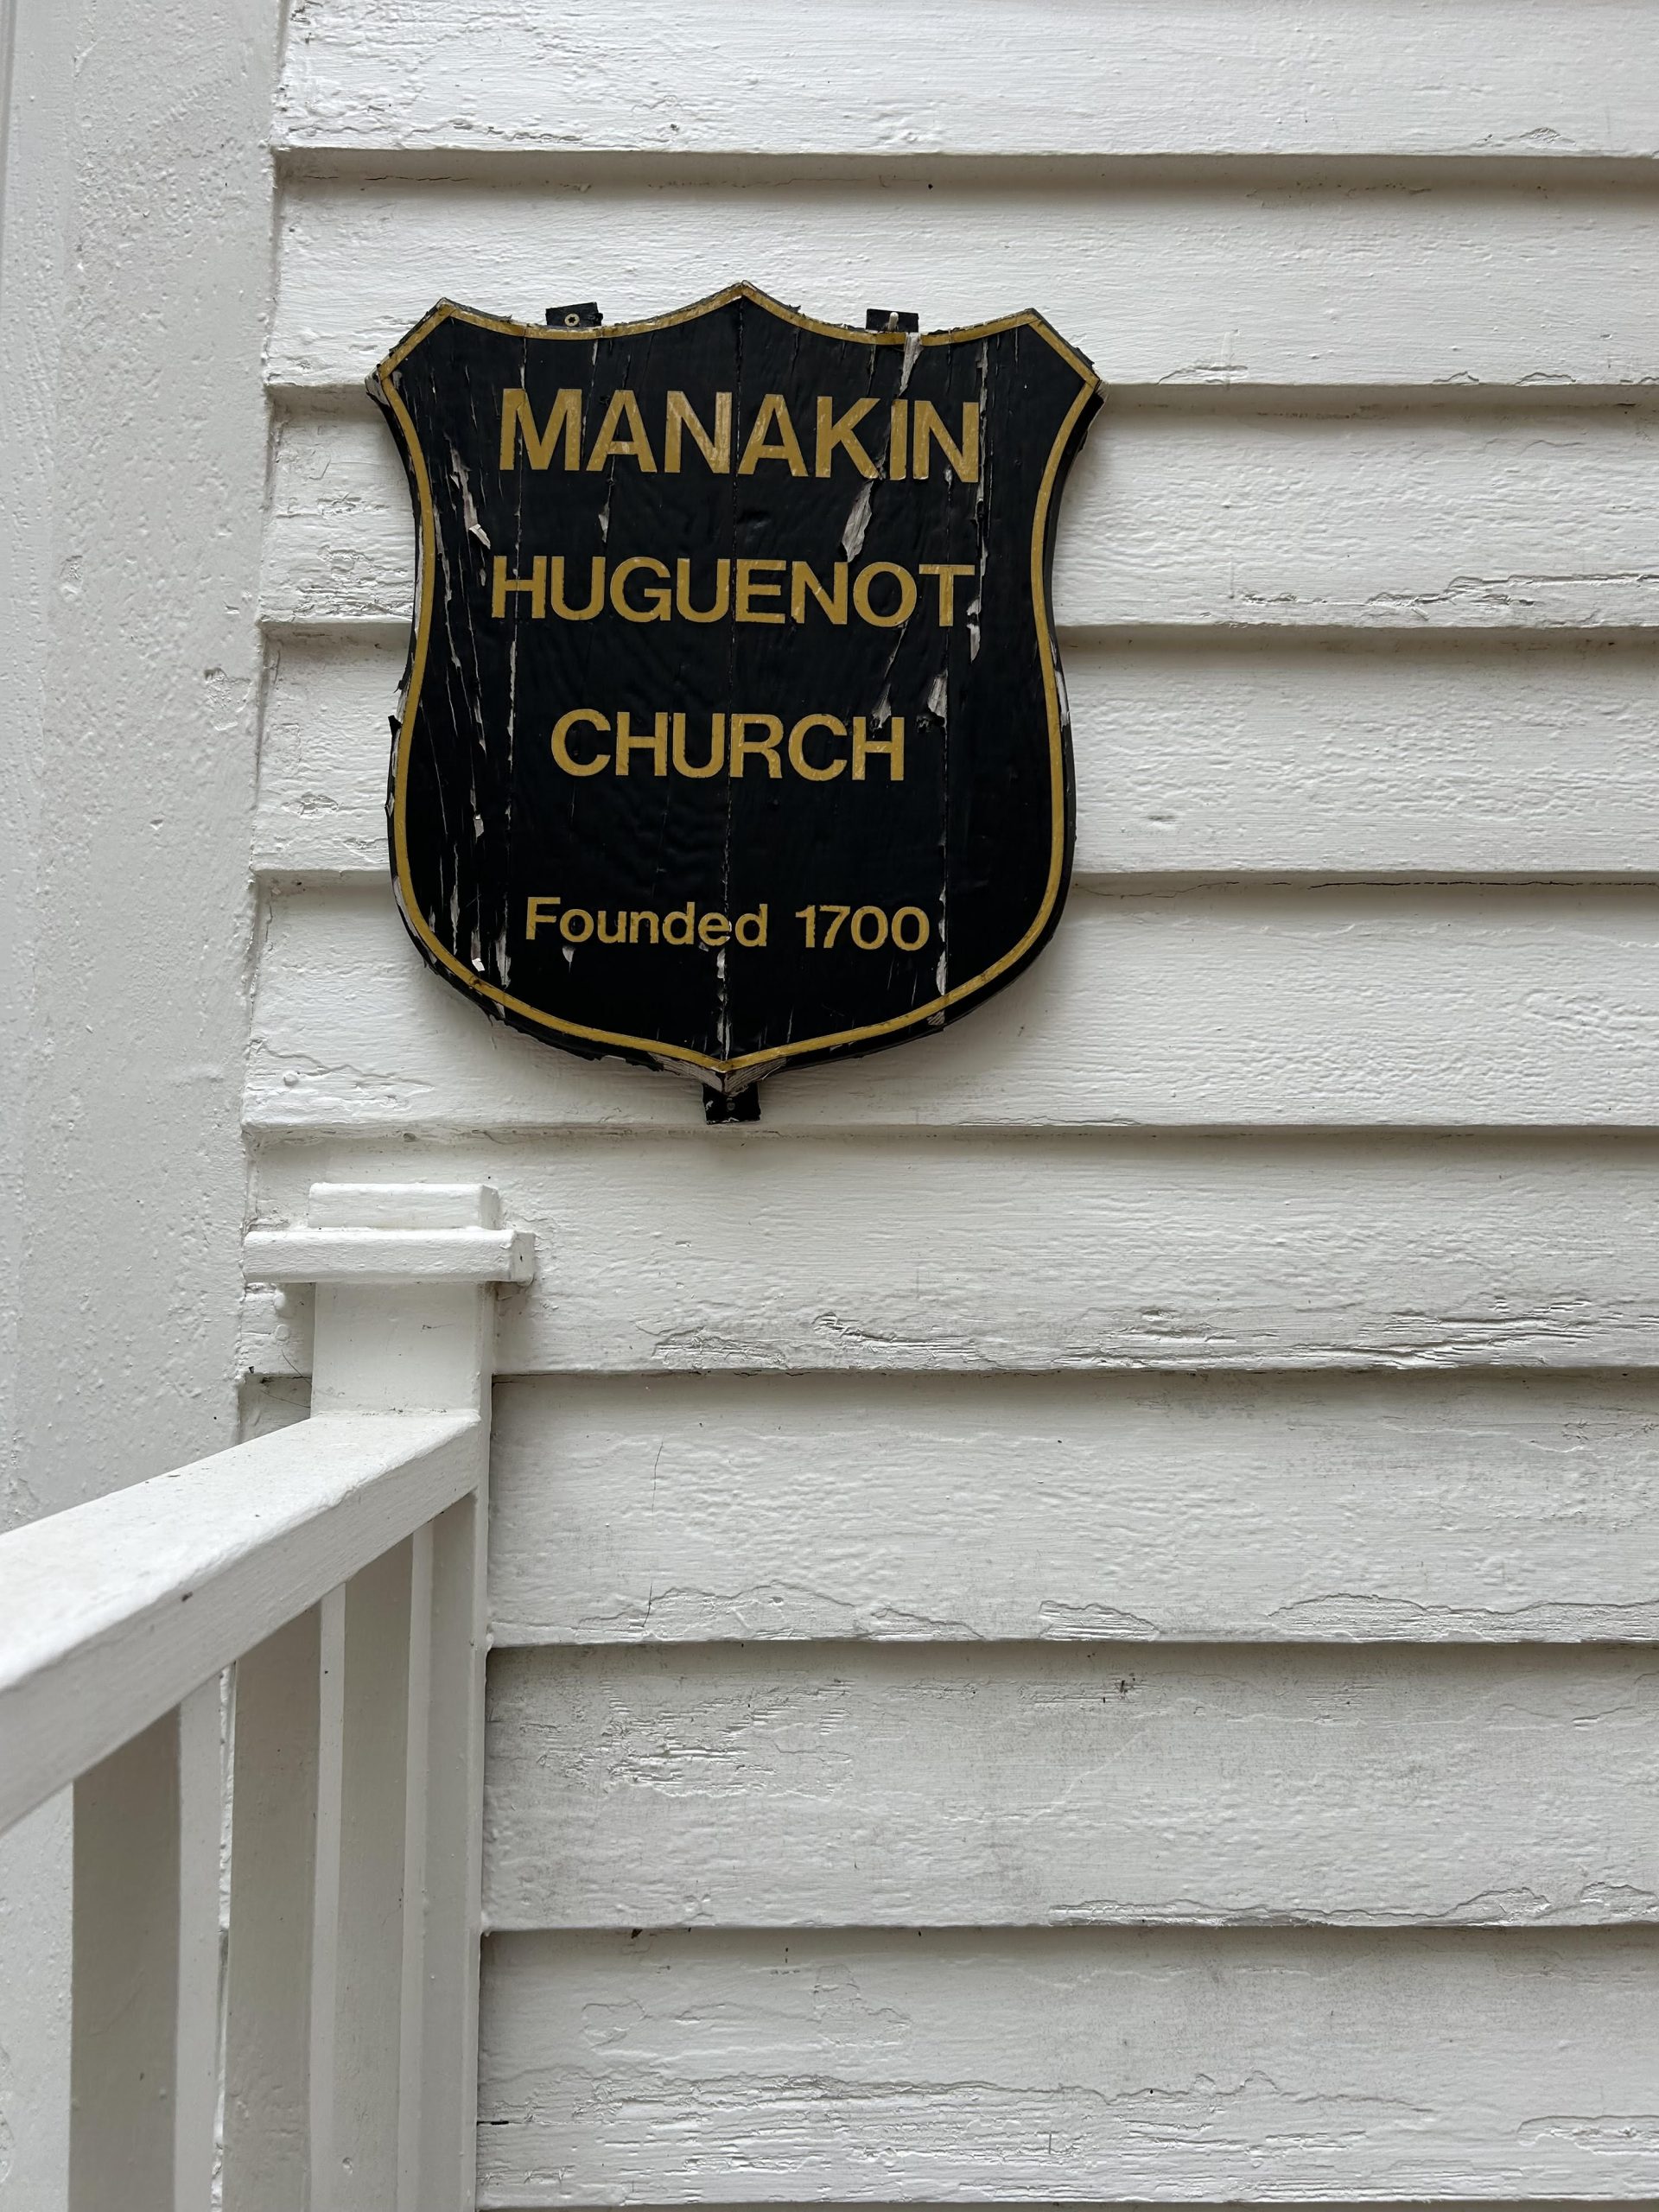 MANAKIN
HUGUENOT
CHURCH
Founded 1700